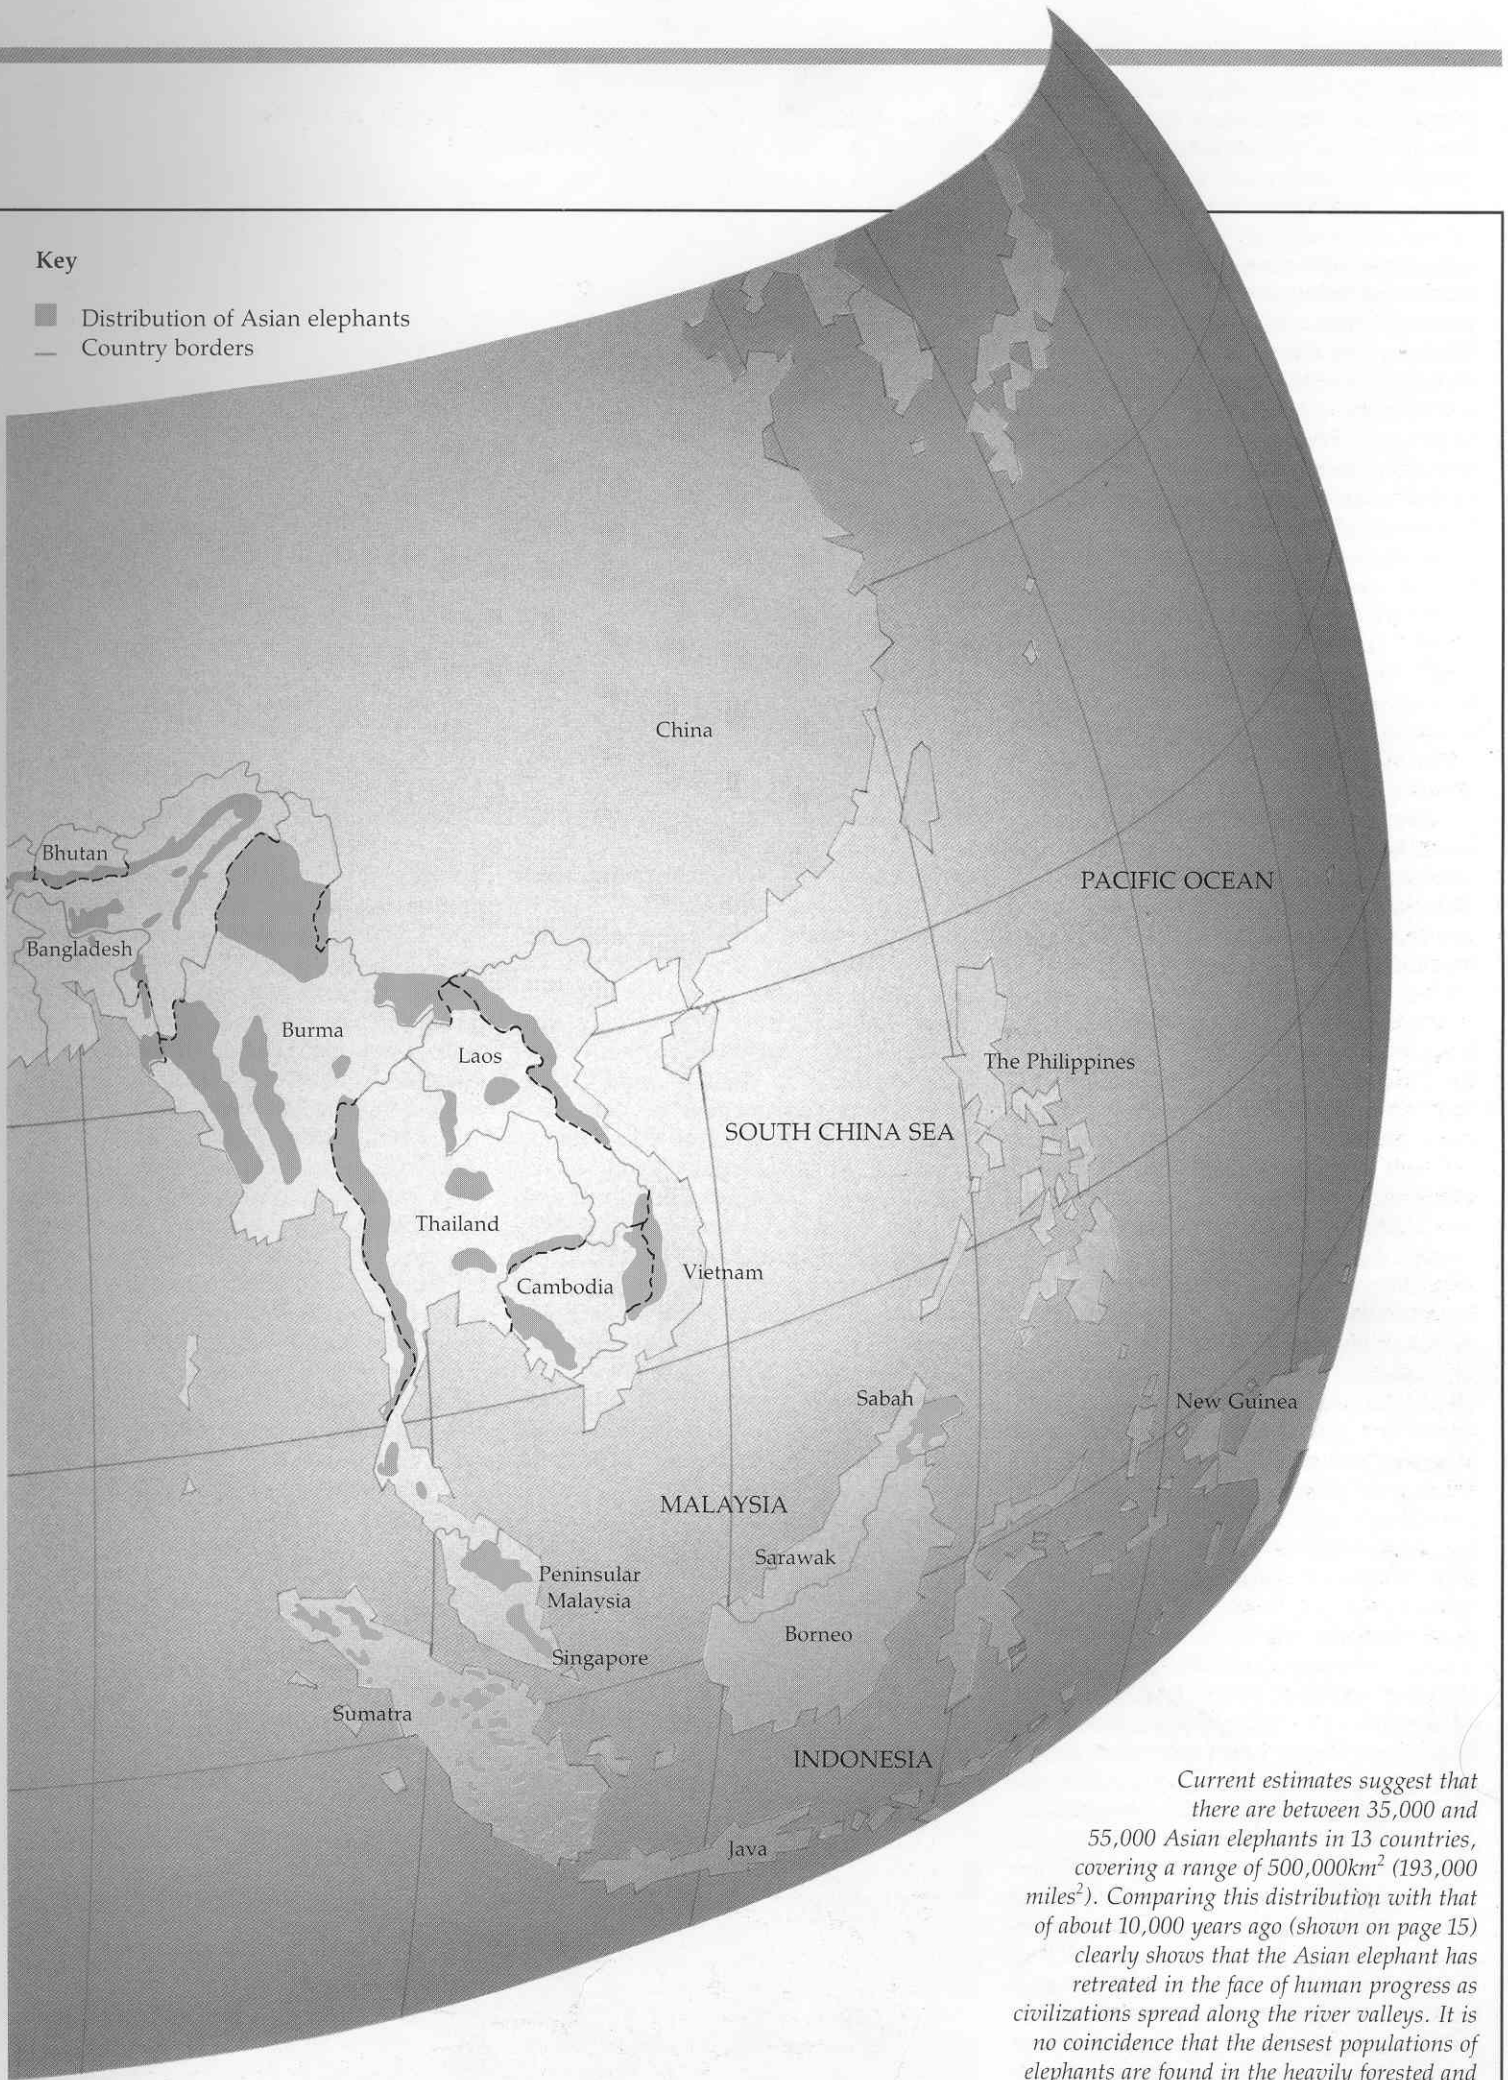 Key
Distribution of Asian elephants
Country borders
China
Bhutan
PACIFIC OCEAN
Bangladesh
Burma
Laos
The Philippines
SOUTH CHINA SEA
Thailand
Vietnam
Cambodia
Sabah
New Guinea
MALAYSIA
Sarawak
Peninsular
Malaysia
Borneo
Singapore
Sumatra
INDONESIA
Java
Current estimates suggest that
there are between 35,000 and
55,000 Asian elephants in 13 countries,
covering a range of 500,000km² (193,000
miles²). Comparing this distribution with that
of about 10,000 years ago (shown on page 15)
clearly shows that the Asian elephant has
retreated in the face of human progress as
civilizations spread along the river valleys. It is
no coincidence that the densest populations of
elephants are found in the heavily forested and